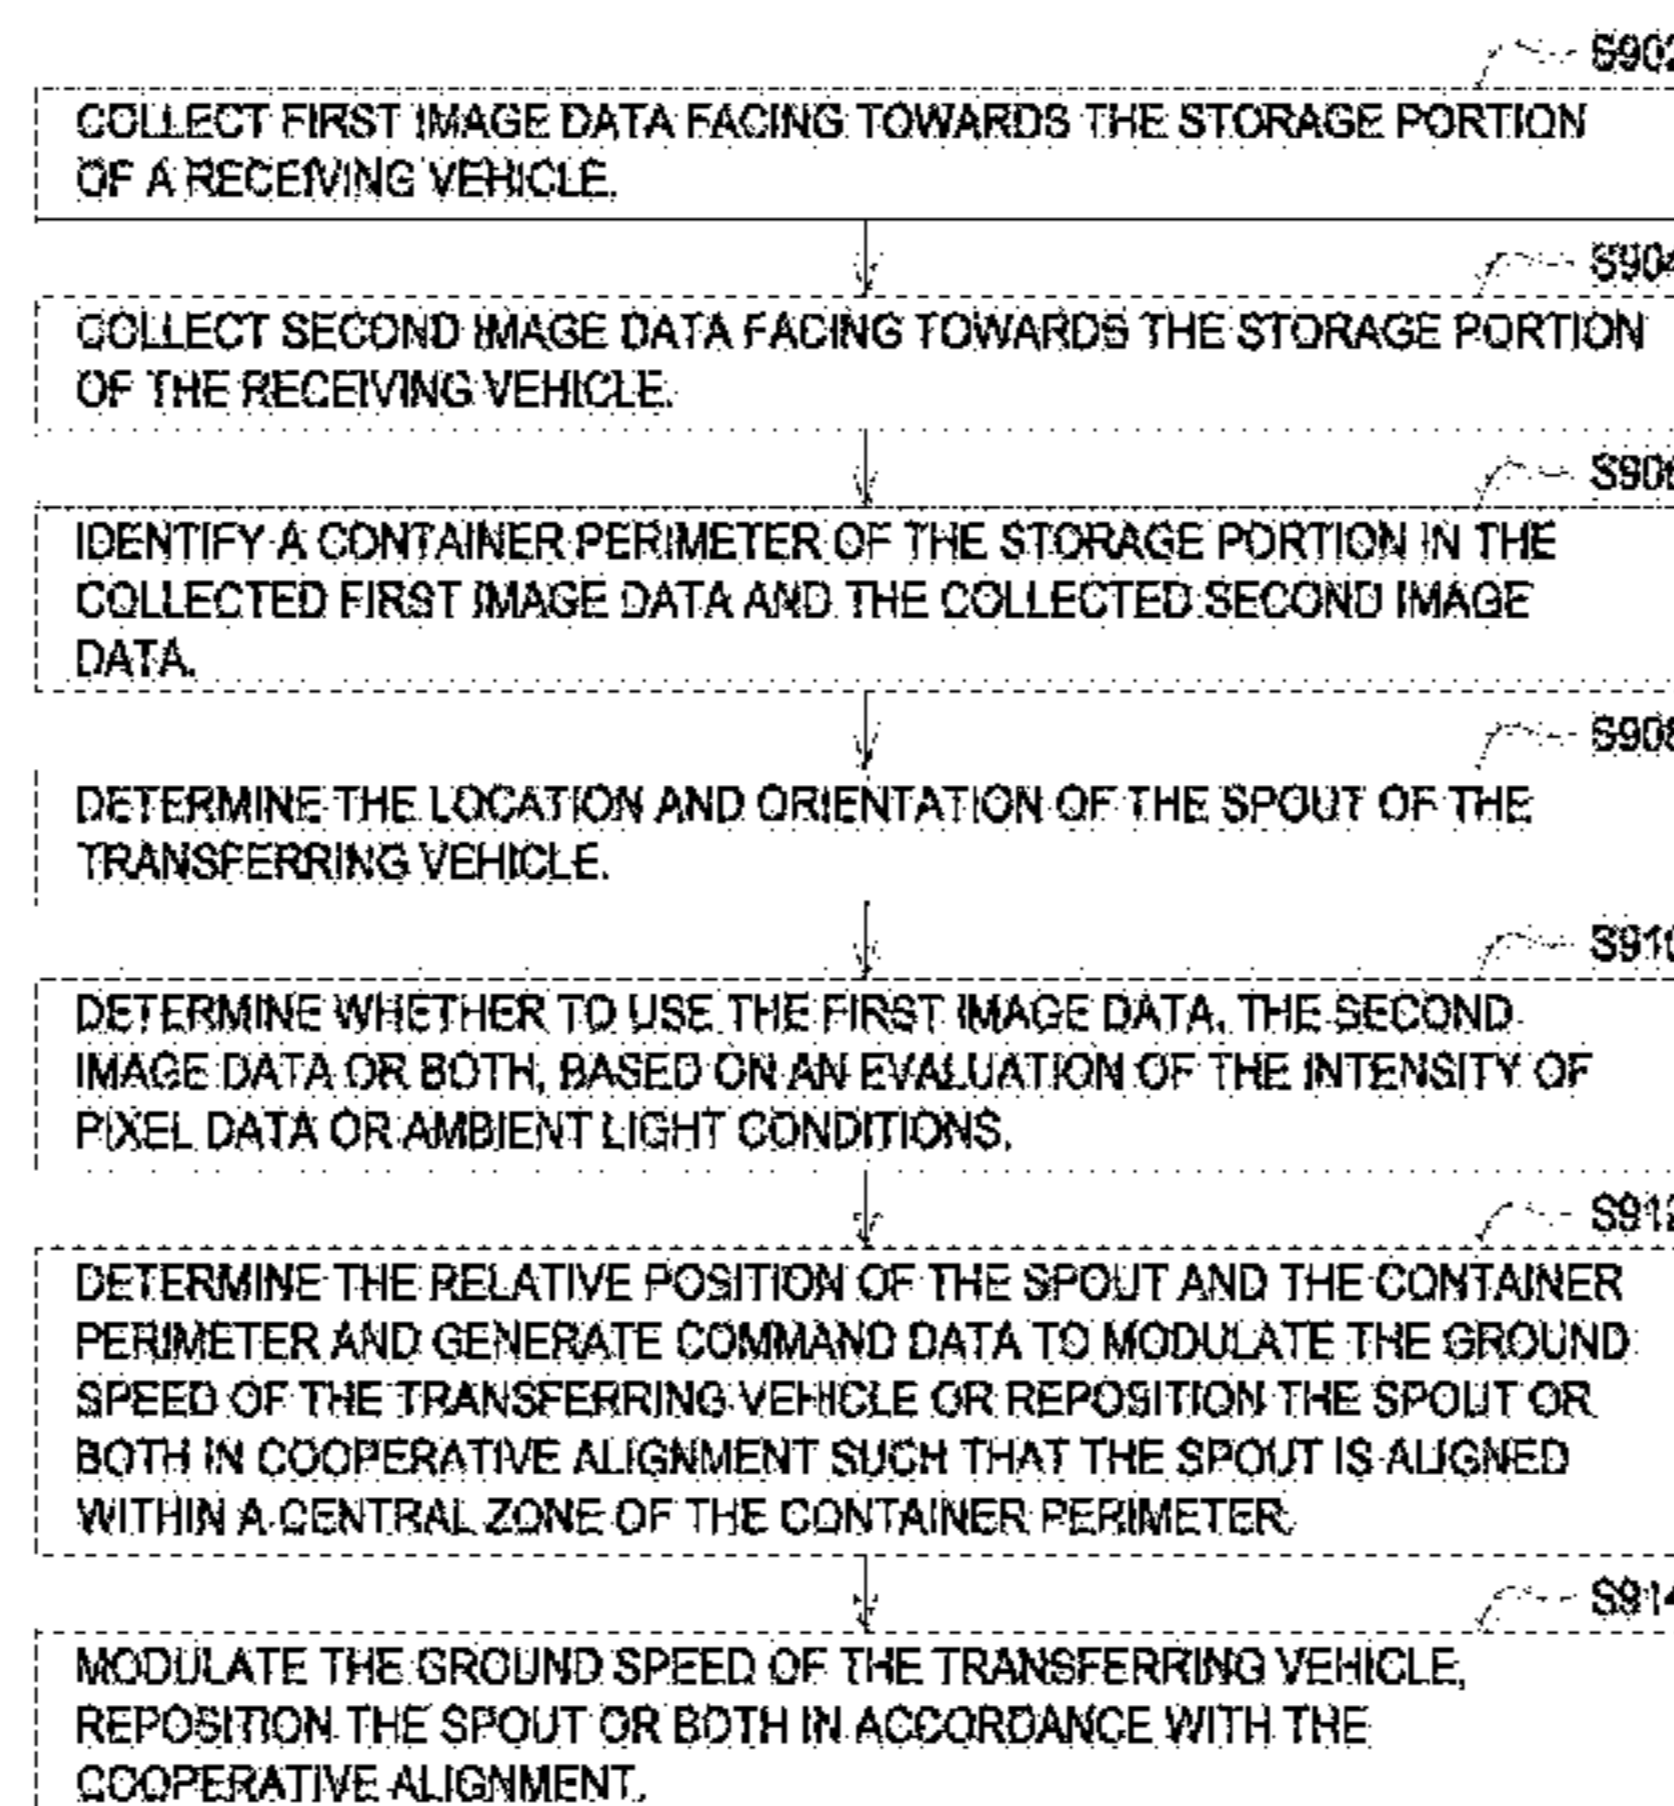 S902
COLLECT FIRST IMAGE DATA FACING TOWARDS THE STORAGE PORTION
OF A RECEIVING VEHICLE.
S904
COLLECT SECOND IMAGE DATA FACING TOWARDS THE STORAGE PORTION
OF THE RECEIVING VEHICLE.
S906
IDENTIFY A CONTAINER PERIMETER OF THE STORAGE PORTION IN THE
COLLECTED FIRST IMAGE DATA AND THE COLLECTED SECOND IMAGE
DATA.
S908
DETERMINE THE LOCATION AND ORIENTATION OF THE SPOUT OF THE
TRANSFERRING VEHICLE.
S910
DETERMINE WHETHER TO USE THE FIRST IMAGE DATA, THE SECOND
IMAGE DATA OR BOTH, BASED ON AN EVALUATION OF THE INTENSITY OF
PIXEL DATA OR AMBIENT LIGHT CONDITIONS.
S912
DETERMINE THE RELATIVE POSITION OF THE SPOUT AND THE CONTAINER
PERIMETER AND GENERATE COMMAND DATA TO MODULATE THE GROUND
SPEED OF THE TRANSFERRING VEHICLE OR REPOSITION THE SPOUT OR
BOTH IN COOPERATIVE ALIGNMENT SUCH THAT THE SPOUT IS ALIGNED
WITHIN A CENTRAL ZONE OF THE CONTAINER PERIMETER.
S914
MODULATE THE GROUND SPEED OF THE TRANSFERRING VEHICLE,
REPOSITION THE SPOUT OR BOTH IN ACCORDANCE WITH THE
COOPERATIVE ALIGNMENT.